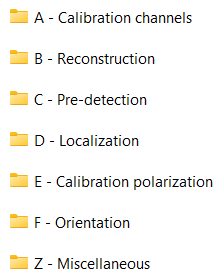 A - Calibration channels
B - Reconstruction
C - Pre-detection
D - Localization
E - Calibration polarization
F - Orientation
Z - Miscellaneous